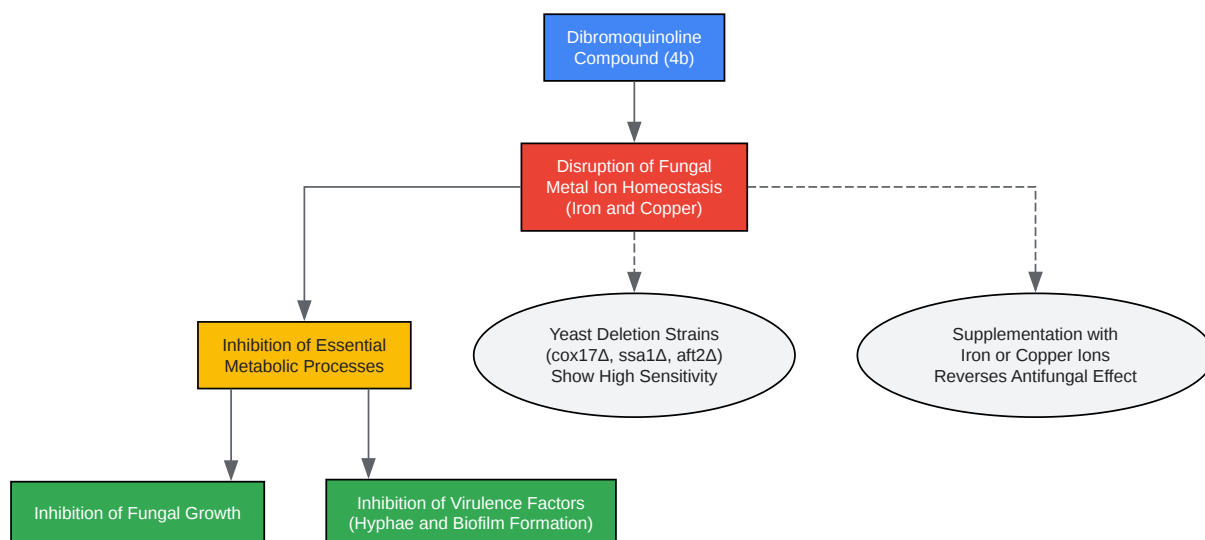 Dibromoquinoline
Compound (4b)
Disruption of Fungal
Metal Ion Homeostasis
(Iron and Copper)
Yeast Deletion Strains
(cox17Δ, ssa1Δ, aft2Δ)
Show High Sensitivity
Supplementation with
Iron or Copper Ions
Reverses Antifungal Effect
Inhibition of Essential
Metabolic Processes
Inhibition of Fungal Growth
Inhibition of Virulence Factors
(Hyphae and Biofilm Formation)